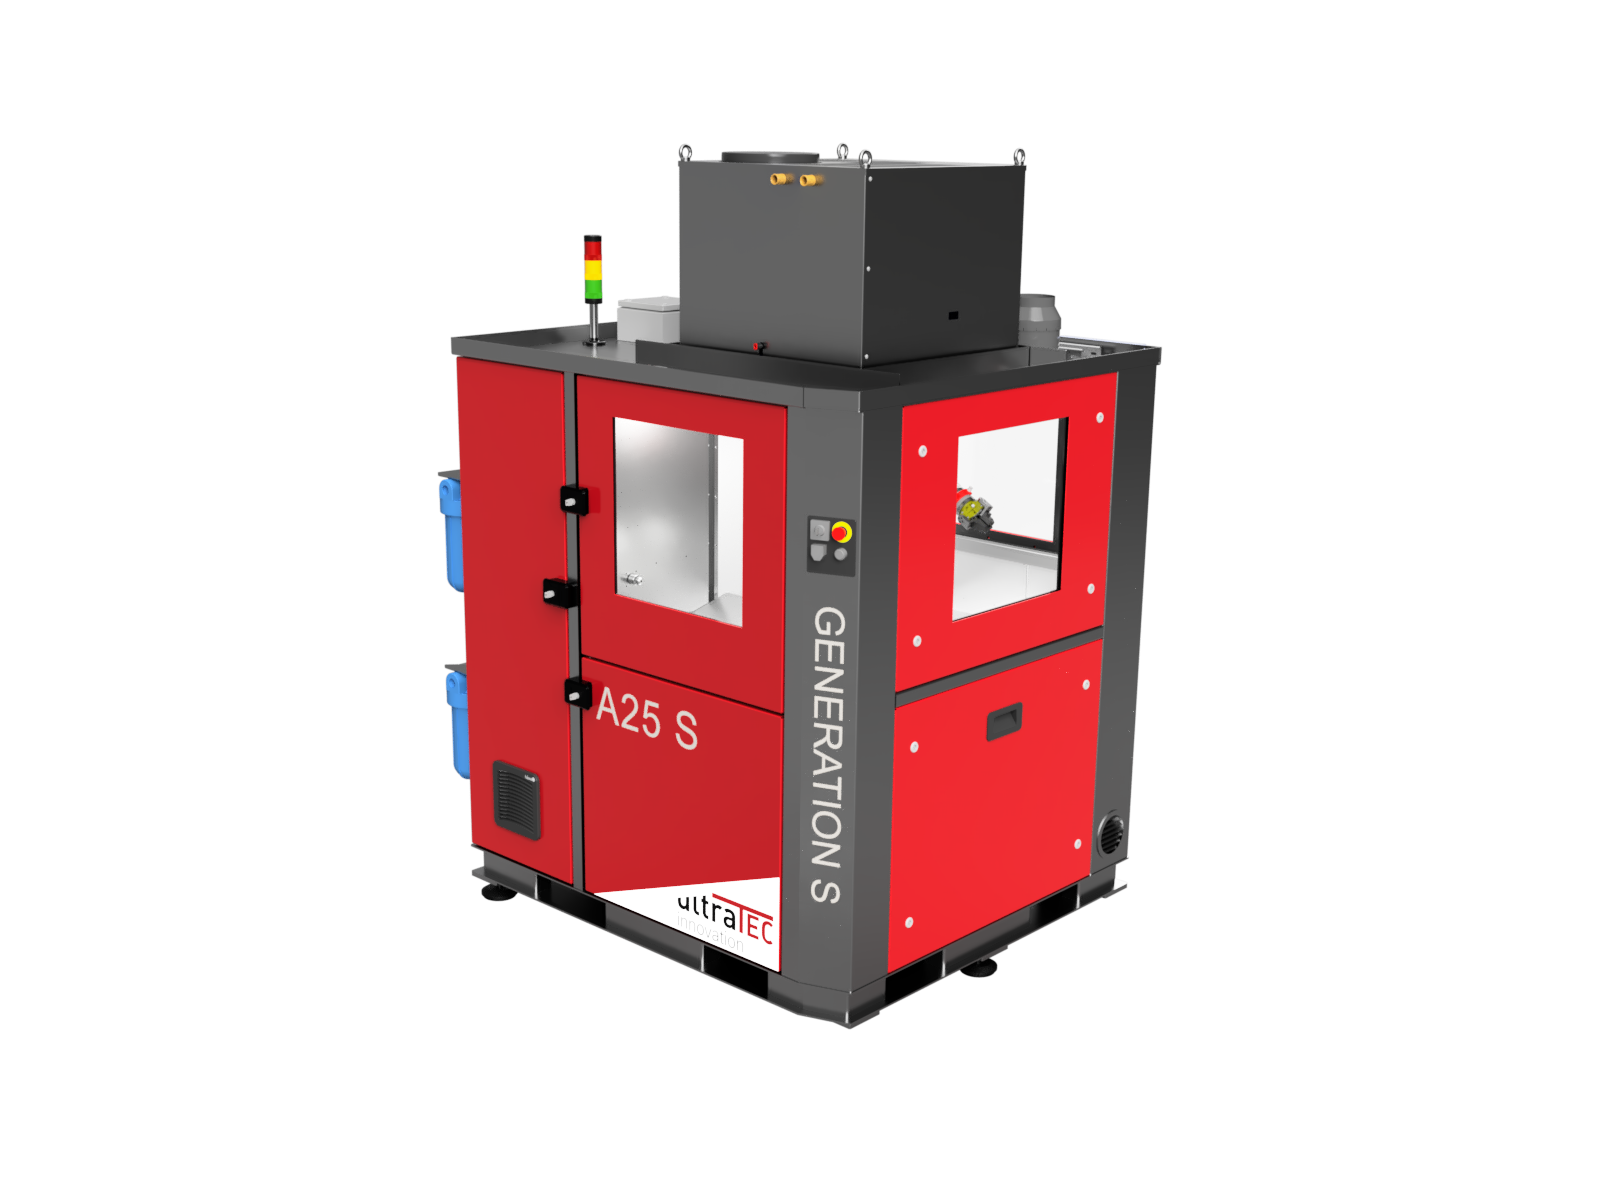 A25 S
GENERATION S
ultraTEC
innovation